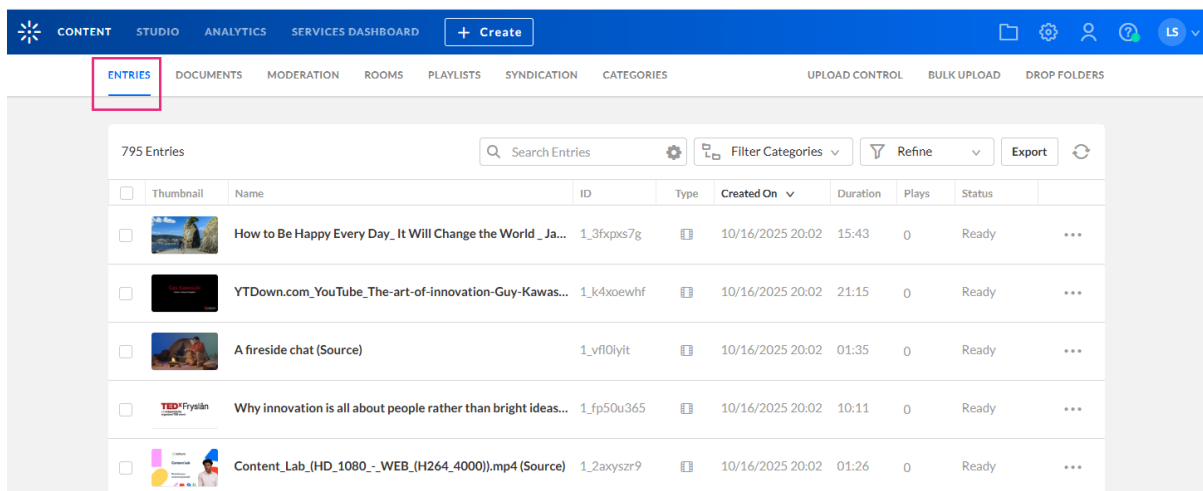 CONTENT STUDIO ANALYTICS SERVICES DASHBOARD + Create LS
ENTRIES DOCUMENTS MODERATION ROOMS PLAYLISTS SYNDICATION CATEGORIES UPLOAD CONTROL BULK UPLOAD DROP FOLDERS
795 Entries Search Entries Filter Categories Refine Export
Thumbnail Name ID Type Created On Duration Plays Status
How to Be Happy Every Day_ It Will Change the World _ Ja... 1_3fxpxs7g 10/16/2025 20:02 15:43 0 Ready
YTDown.com_YouTube_The-art-of-innovation-Guy-Kawas... 1_k4xoewhf 10/16/2025 20:02 21:15 0 Ready
A fireside chat (Source) 1_vfl0iyit 10/16/2025 20:02 01:35 0 Ready
TEDxFryslân Why innovation is all about people rather than bright ideas... 1_fp50u365 10/16/2025 20:02 10:11 0 Ready
Content_Lab_(HD_1080_-_WEB_(H264_4000)).mp4 (Source) 1_2axyszr9 10/16/2025 20:02 01:26 0 Ready